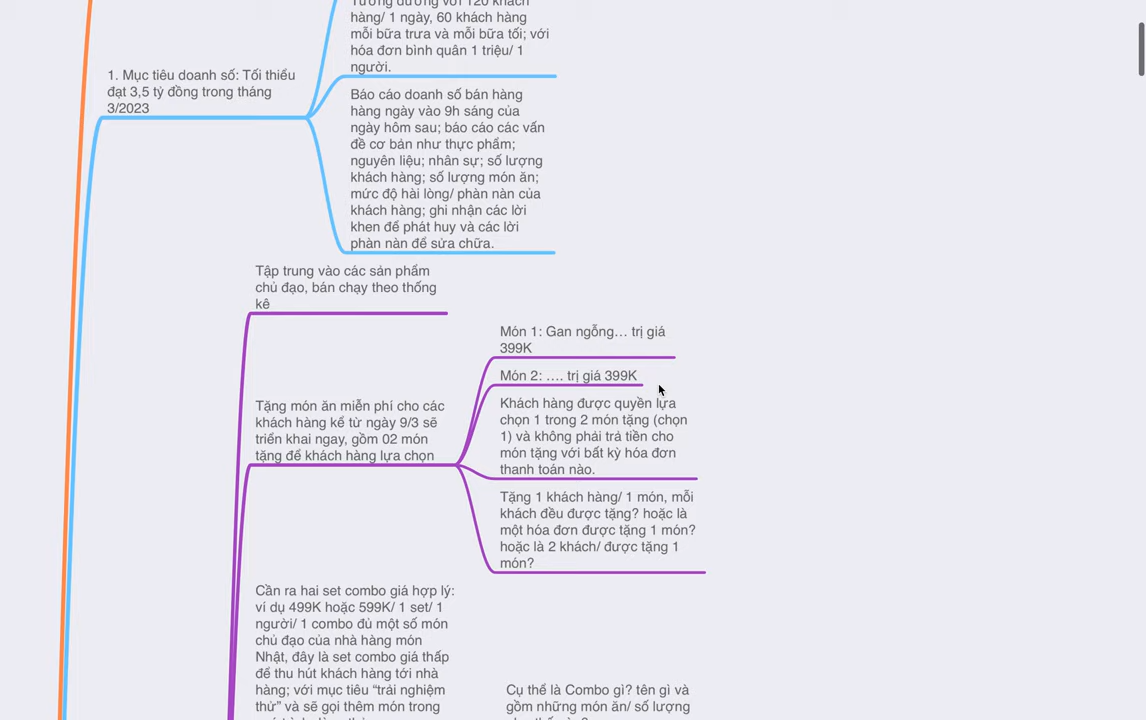 Tương đương với 120 khách
hàng/ 1 ngày, 60 khách hàng
mỗi bữa trưa và mỗi bữa tối; với
hóa đơn bình quân 1 triệu/ 1
người.
1. Mục tiêu doanh số: Tối thiểu
đạt 3,5 tỷ đồng trong tháng
3/2023
Báo cáo doanh số bán hàng
hàng ngày vào 9h sáng của
ngày hôm sau; báo cáo các vấn
đề cơ bản như thực phẩm;
nguyên liệu; nhân sự; số lượng
khách hàng; số lượng món ăn;
mức độ hài lòng/ phàn nàn của
khách hàng; ghi nhận các lời
khen để phát huy và các lời
phàn nàn để sửa chữa.
Tập trung vào các sản phẩm
chủ đạo, bán chạy theo thống
kê
Tặng món ăn miễn phí cho các
khách hàng kể từ ngày 9/3 sẽ
triển khai ngay, gồm 02 món
tặng để khách hàng lựa chọn
Món 1: Gan ngỗng… trị giá
399K
Món 2: …. trị giá 399K
Khách hàng được quyền lựa
chọn 1 trong 2 món tặng (chọn
1) và không phải trả tiền cho
món tặng với bất kỳ hóa đơn
thanh toán nào.
Tặng 1 khách hàng/ 1 món, mỗi
khách đều được tặng? hoặc là
một hóa đơn được tặng 1 món?
hoặc là 2 khách/ được tặng 1
món?
Cần ra hai set combo giá hợp lý:
ví dụ 499K hoặc 599K/ 1 set/ 1
người/ 1 combo đủ một số món
chủ đạo của nhà hàng món
Nhật, đây là set combo giá thấp
để thu hút khách hàng tới nhà
hàng; với mục tiêu “trải nghiệm
thử” và sẽ gọi thêm món trong
Cụ thể là Combo gì? tên gì và
gồm những món ăn/ số lượng